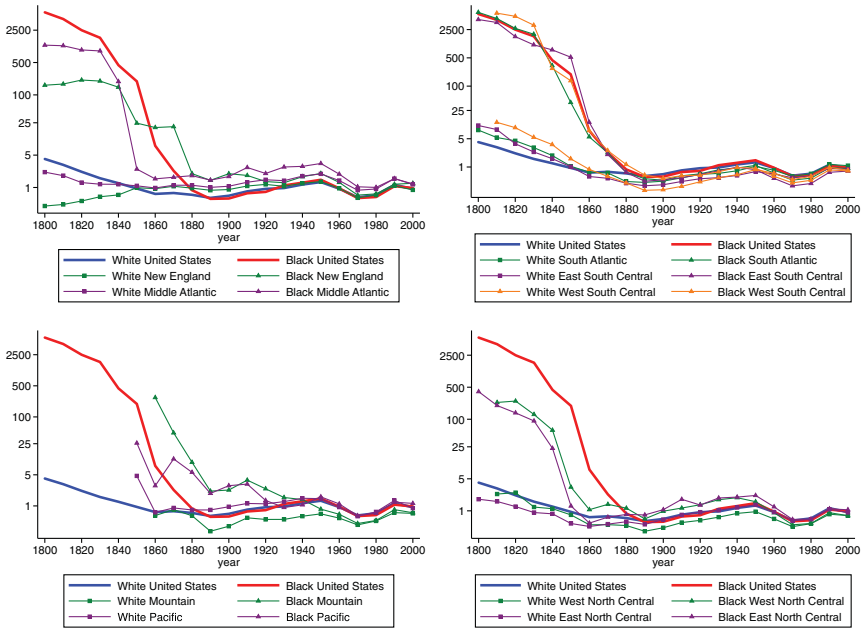 2500
500
100
25
5
1
1800 1820 1840 1860 1880 1900 1920 1940 1960 1980 2000
year
White United States Black United States
White New England Black New England
White Middle Atlantic Black Middle Atlantic
2500
500
100
25
5
1
1800 1820 1840 1860 1880 1900 1920 1940 1960 1980 2000
year
White United States Black United States
White South Atlantic Black South Atlantic
White East South Central Black East South Central
White West South Central Black West South Central
2500
500
100
25
5
1
1800 1820 1840 1860 1880 1900 1920 1940 1960 1980 2000
year
White United States Black United States
White Mountain Black Mountain
White Pacific Black Pacific
2500
500
100
25
5
1
1800 1820 1840 1860 1880 1900 1920 1940 1960 1980 2000
year
White United States Black United States
White West North Central Black West North Central
White East North Central Black East North Central